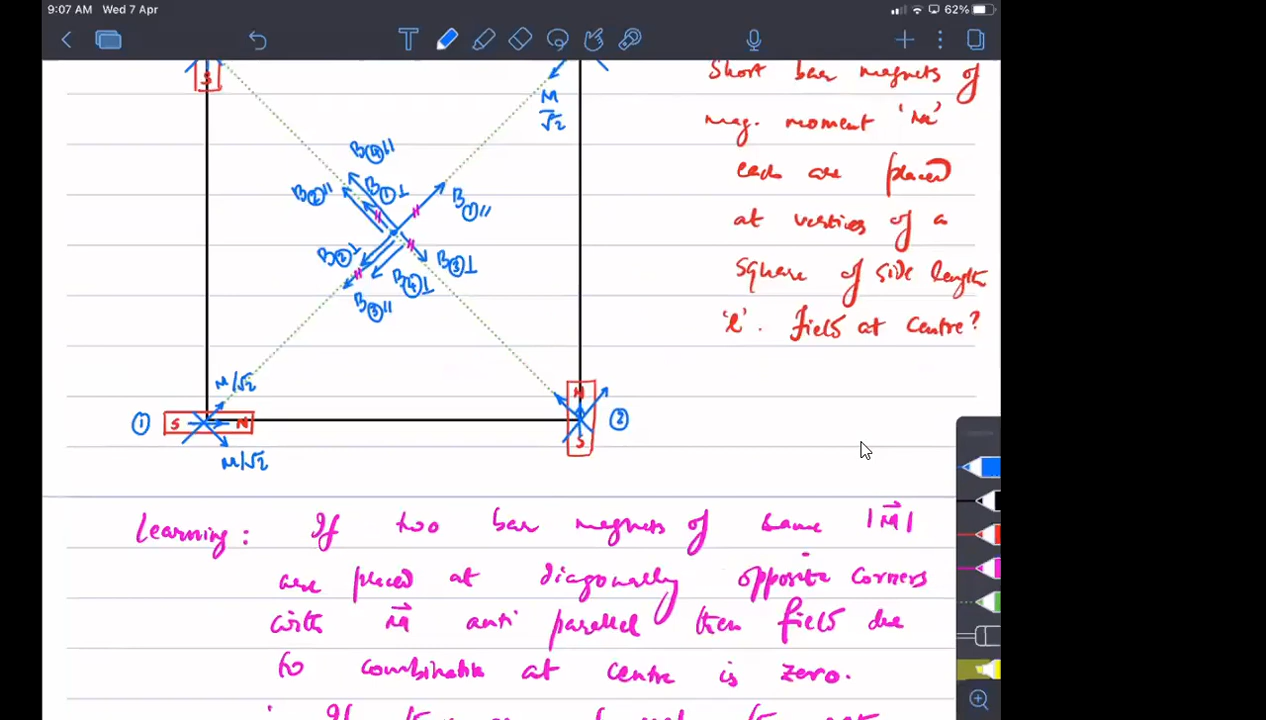 9:07 AM Wed 7 Apr
62%
Short bar magnets of
mag. moment 'M'
each are placed
at vertices of a
square of side length
'l'. field at centre?
S
M
√2
B④//
B①⊥
B②//
B①//
B②⊥
B③⊥
B④⊥
B③//
M/√2
① S N
M/√2
N
S
②
Learning: If two bar magnets of same |M⃗|
are placed at diagonally opposite corners
with M⃗ anti parallel then field due
to combination at centre is zero.